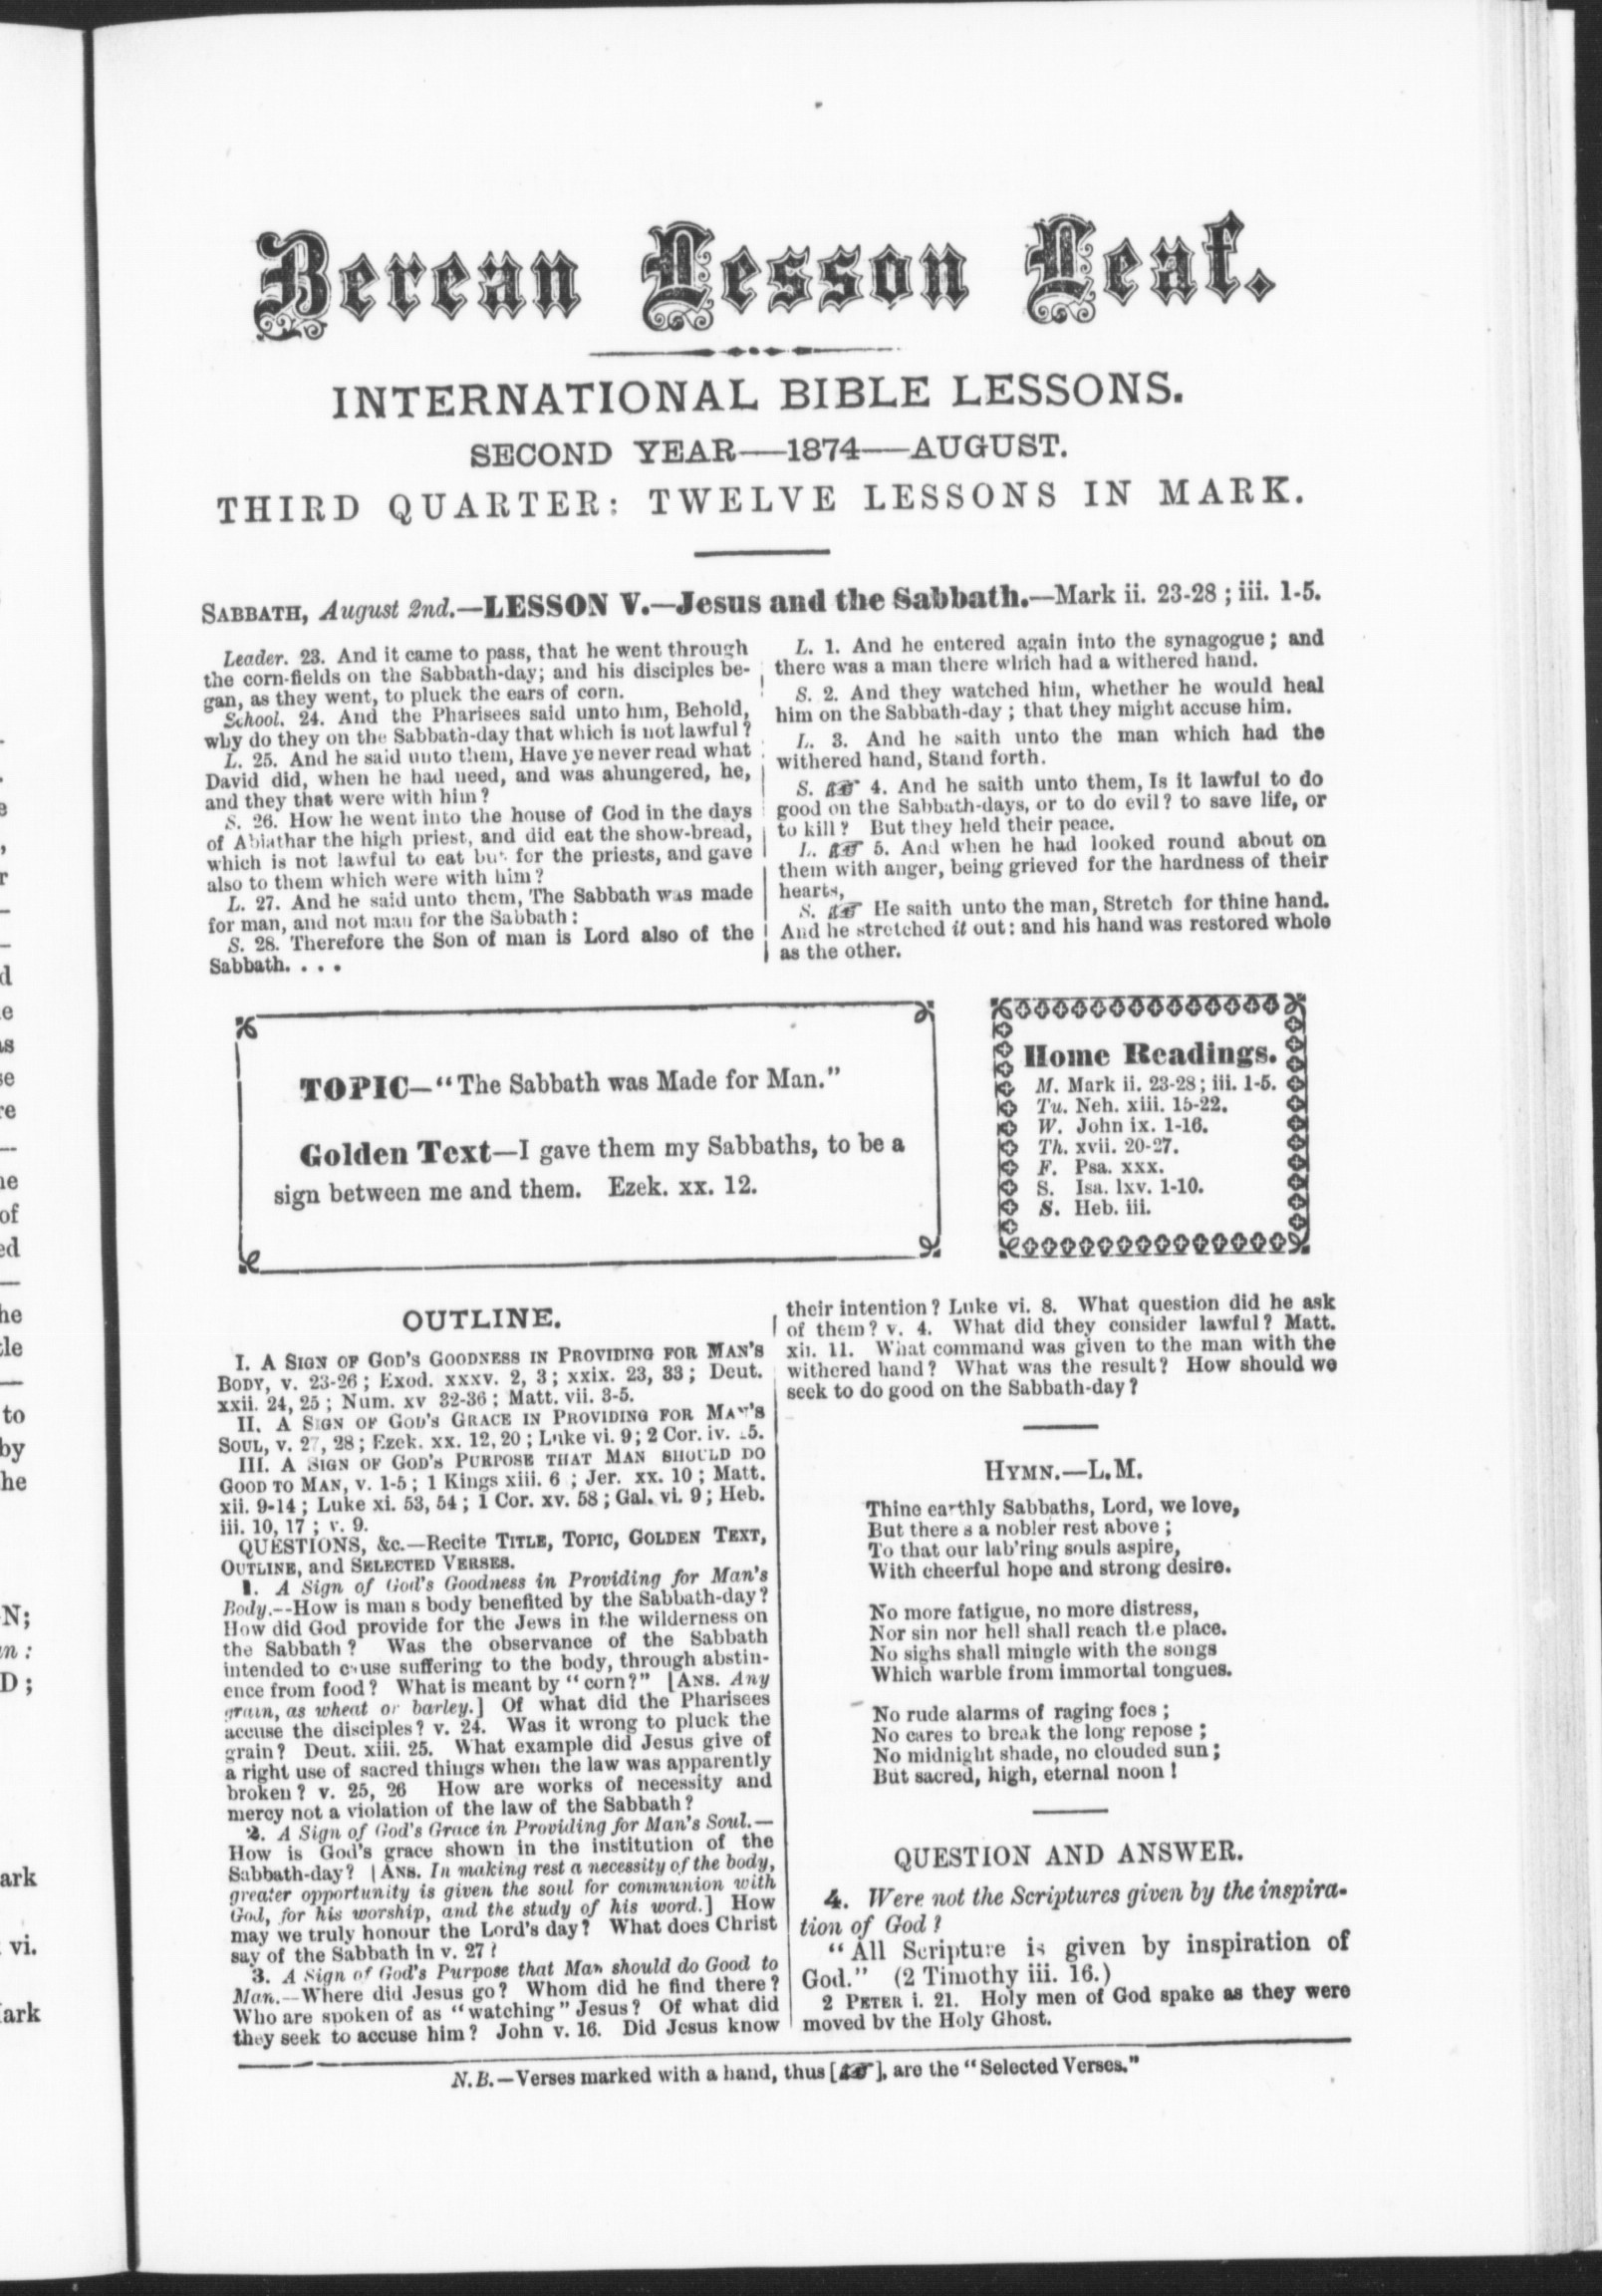 Berean Lesson Leaf.
INTERNATIONAL BIBLE LESSONS.
SECOND YEAR—1874—AUGUST.
THIRD QUARTER: TWELVE LESSONS IN MARK.
SABBATH, August 2nd.—LESSON V.—Jesus and the Sabbath.—Mark ii. 23-28; iii. 1-5.
Leader. 23. And it came to pass, that he went through
the corn-fields on the Sabbath-day; and his disciples be-
gan, as they went, to pluck the ears of corn.
School. 24. And the Pharisees said unto him, Behold,
why do they on the Sabbath-day that which is not lawful?
L. 25. And he said unto them, Have ye never read what
David did, when he had need, and was ahungered, he,
and they that were with him?
S. 26. How he went into the house of God in the days
of Abiathar the high priest, and did eat the show-bread,
which is not lawful to eat but for the priests, and gave
also to them which were with him?
L. 27. And he said unto them, The Sabbath was made
for man, and not man for the Sabbath:
S. 28. Therefore the Son of man is Lord also of the
Sabbath. . . .
L. 1. And he entered again into the synagogue; and
there was a man there which had a withered hand.
S. 2. And they watched him, whether he would heal
him on the Sabbath-day; that they might accuse him.
L. 3. And he saith unto the man which had the
withered hand, Stand forth.
S. ☞ 4. And he saith unto them, Is it lawful to do
good on the Sabbath-days, or to do evil? to save life, or
to kill? But they held their peace.
L. ☞ 5. And when he had looked round about on
them with anger, being grieved for the hardness of their
hearts,
S. ☞ He saith unto the man, Stretch for thine hand.
And he stretched it out: and his hand was restored whole
as the other.
TOPIC—"The Sabbath was Made for Man."
Golden Text—I gave them my Sabbaths, to be a
sign between me and them. Ezek. xx. 12.
Home Readings.
M. Mark ii. 23-28; iii. 1-5.
Tu. Neh. xiii. 15-22.
W. John ix. 1-16.
Th. xvii. 20-27.
F. Psa. xxx.
S. Isa. lxv. 1-10.
S. Heb. iii.
OUTLINE.
I. A SIGN OF GOD'S GOODNESS IN PROVIDING FOR MAN'S
BODY, v. 23-26; Exod. xxxv. 2, 3; xxix. 23, 33; Deut.
xxii. 24, 25; Num. xv 32-36; Matt. vii. 3-5.
II. A SIGN OF GOD'S GRACE IN PROVIDING FOR MAN'S
SOUL, v. 27, 28; Ezek. xx. 12, 20; Luke vi. 9; 2 Cor. iv. 5.
III. A SIGN OF GOD'S PURPOSE THAT MAN SHOULD DO
GOOD TO MAN, v. 1-5; 1 Kings xiii. 6; Jer. xx. 10; Matt.
xii. 9-14; Luke xi. 53, 54; 1 Cor. xv. 58; Gal. vi. 9; Heb.
iii. 10, 17; v. 9.
QUESTIONS, &c.—Recite TITLE, TOPIC, GOLDEN TEXT,
OUTLINE, and SELECTED VERSES.
1. A Sign of God's Goodness in Providing for Man's
Body.--How is man s body benefited by the Sabbath-day?
How did God provide for the Jews in the wilderness on
the Sabbath? Was the observance of the Sabbath
intended to cause suffering to the body, through abstin-
ence from food? What is meant by "corn?" [ANS. Any
grain, as wheat or barley.] Of what did the Pharisees
accuse the disciples? v. 24. Was it wrong to pluck the
grain? Deut. xiii. 25. What example did Jesus give of
a right use of sacred things when the law was apparently
broken? v. 25, 26 How are works of necessity and
mercy not a violation of the law of the Sabbath?
2. A Sign of God's Grace in Providing for Man's Soul.—
How is God's grace shown in the institution of the
Sabbath-day? [ANS. In making rest a necessity of the body,
greater opportunity is given the soul for communion with
God, for his worship, and the study of his word.] How
may we truly honour the Lord's day? What does Christ
say of the Sabbath in v. 27?
3. A Sign of God's Purpose that Man should do Good to
Man.—Where did Jesus go? Whom did he find there?
Who are spoken of as "watching" Jesus? Of what did
they seek to accuse him? John v. 16. Did Jesus know
their intention? Luke vi. 8. What question did he ask
of them? v. 4. What did they consider lawful? Matt.
xii. 11. What command was given to the man with the
withered hand? What was the result? How should we
seek to do good on the Sabbath-day?
HYMN.—L.M.
Thine earthly Sabbaths, Lord, we love,
But there s a nobler rest above;
To that our lab'ring souls aspire,
With cheerful hope and strong desire.
No more fatigue, no more distress,
Nor sin nor hell shall reach the place.
No sighs shall mingle with the songs
Which warble from immortal tongues.
No rude alarms of raging foes;
No cares to break the long repose;
No midnight shade, no clouded sun;
But sacred, high, eternal noon!
QUESTION AND ANSWER.
4. Were not the Scriptures given by the inspira-
tion of God?
"All Scripture is given by inspiration of
God." (2 Timothy iii. 16.)
2 PETER i. 21. Holy men of God spake as they were
moved by the Holy Ghost.
N.B.—Verses marked with a hand, thus [☞], are the "Selected Verses."